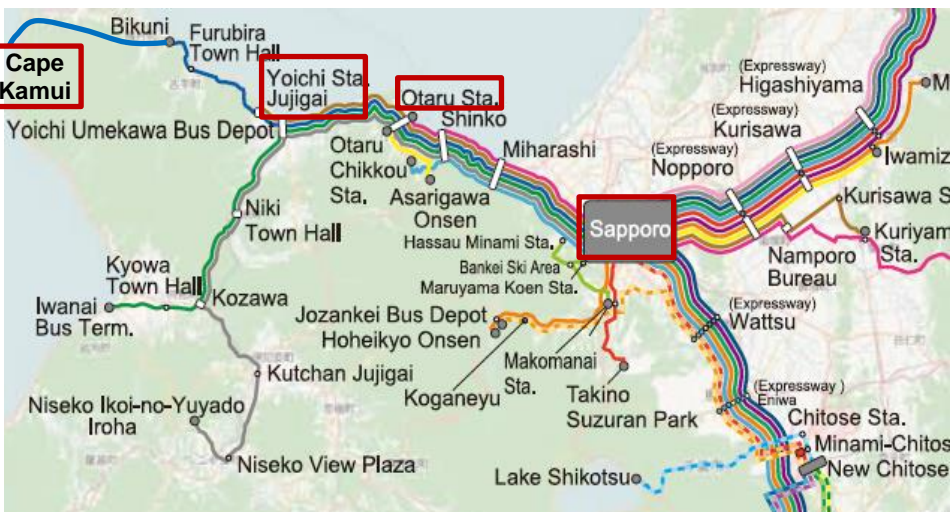 Bikuni
Furubira
Town Hall
Cape
Kamui
Yoichi Sta.
Jujigai
Otaru Sta.
Shinko
Yoichi Umekawa Bus Depot
Otaru
Chikkou
Sta.
Miharashi
Asarigawa
Onsen
(Expressway)
Higashiyama
(Expressway)
Kurisawa
(Expressway)
Nopporo
Iwamiz
Kurisawa S
Kuriyam
Sta.
Namporo
Bureau
Sapporo
Niki
Town Hall
Hassau Minami Sta.
Bankei Ski Area
Maruyama Koen Sta.
Kyowa
Town Hall
Kozawa
Iwanai
Bus Term.
Jozankei Bus Depot
Hoheikyo Onsen
Koganeyu
Makomanai
Sta.
Takino
Suzuran Park
(Expressway)
Wattsu
Kutchan Jujigai
Niseko Ikoi-no-Yuyado
Iroha
Niseko View Plaza
(Expressway )
Eniwa
Chitose Sta.
Minami-Chitos
New Chitose
Lake Shikotsu